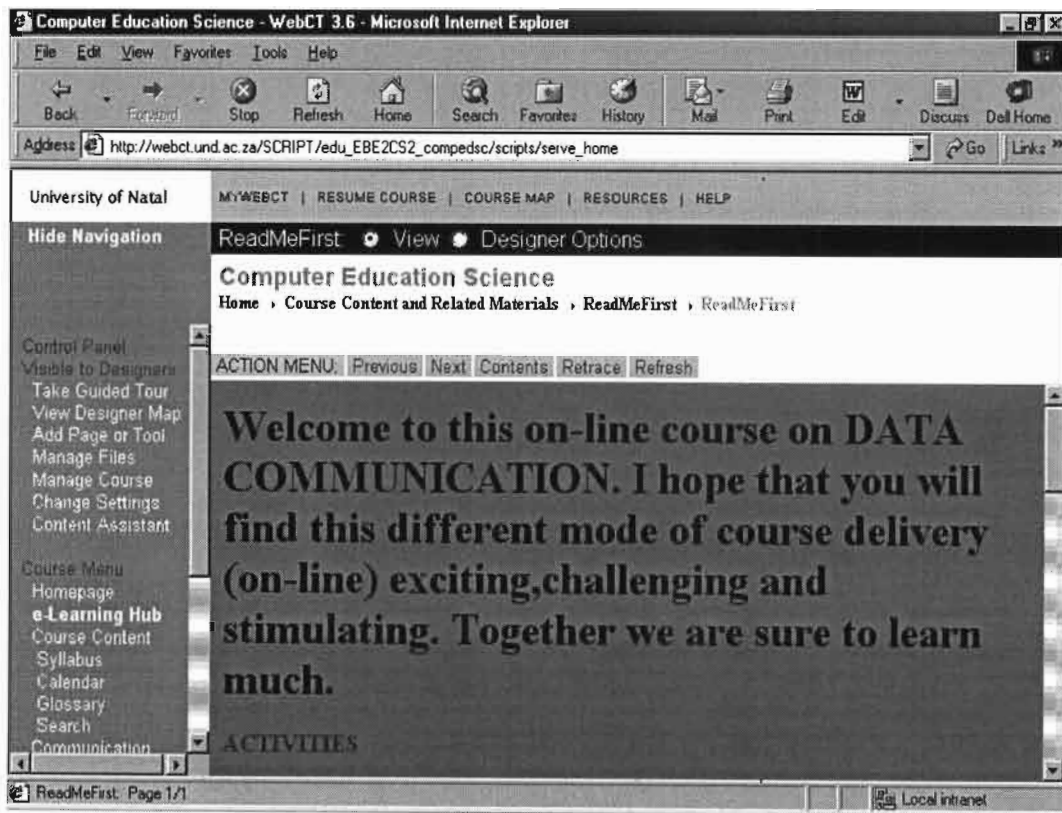 Computer Education Science - WebCT 3.6 - Microsoft Internet Explorer
File Edit View Favorites Tools Help
Back Forward Stop Refresh Home Search Favorites History Mail Print Edit Discuss Dell Home
Address http://webct.und.ac.za/SCRIPT/edu_EBE2CS2_compedsc/scripts/serve_home Go Links »
University of Natal MYWEBCT | RESUME COURSE | COURSE MAP | RESOURCES | HELP
Hide Navigation
ReadMeFirst: View Designer Options
Computer Education Science
Home › Course Content and Related Materials › ReadMeFirst › ReadMeFirst
ACTION MENU: Previous Next Contents Retrace Refresh
Control Panel
Visible to Designers
Take Guided Tour
View Designer Map
Add Page or Tool
Manage Files
Manage Course
Change Settings
Content Assistant
Course Menu
Homepage
e-Learning Hub
Course Content
Syllabus
Calendar
Glossary
Search
Communication
Welcome to this on-line course on DATA
COMMUNICATION. I hope that you will
find this different mode of course delivery
(on-line) exciting,challenging and
stimulating. Together we are sure to learn
much.
ACTIVITIES
ReadMeFirst: Page 1/1 Local intranet